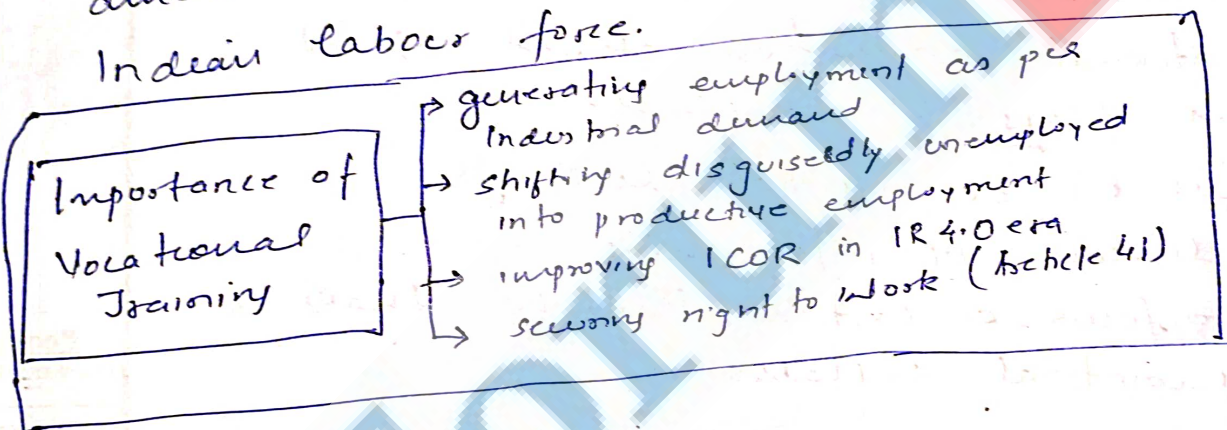 Indian labour force.
Importance of
Vocational
Training
→ generating employment as per
Industrial demand
→ shifting disguisedly unemployed
into productive employment
→ improving ICOR in IR 4.0 era
→ securing right to work (Article 41)
orum